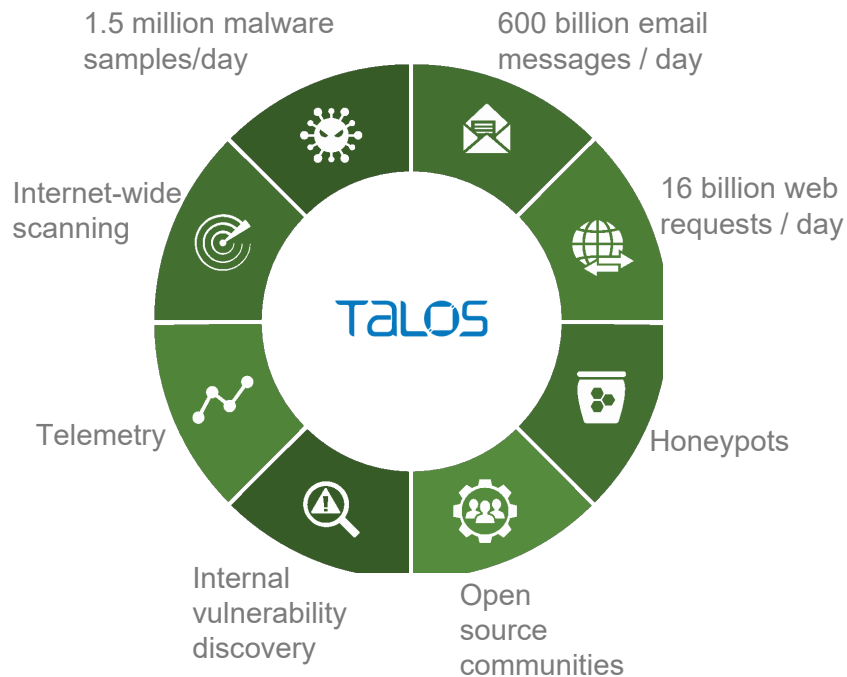 1.5 million malware
samples/day
600 billion email
messages / day
Internet-wide
scanning
16 billion web
requests / day
TALOS
Telemetry
Honeypots
Internal
vulnerability
discovery
Open
source
communities